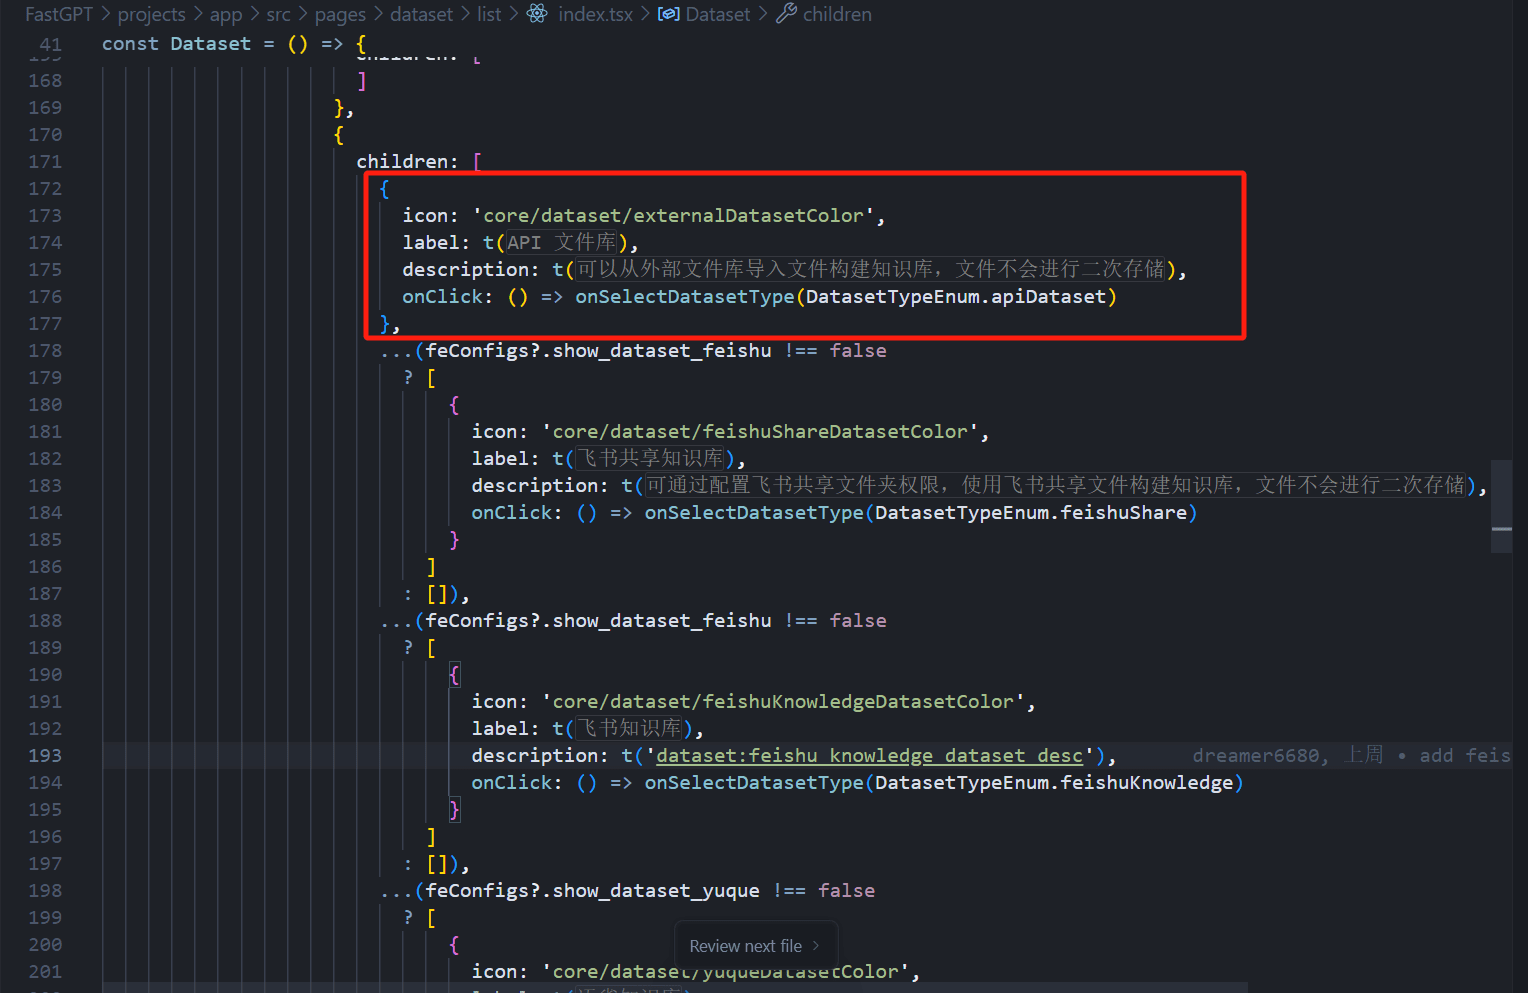 FastGPT > projects > app > src > pages > dataset > list > index.tsx > Dataset > children
41 const Dataset = () => {
children: [
168 ]
169 },
170 {
171 children: [
172 {
173 icon: 'core/dataset/externalDatasetColor',
174 label: t(API 文件库),
175 description: t(可以从外部文件库导入文件构建知识库，文件不会进行二次存储),
176 onClick: () => onSelectDatasetType(DatasetTypeEnum.apiDataset)
177 },
178 ...(feConfigs?.show_dataset_feishu !== false
179 ? [
180 {
181 icon: 'core/dataset/feishuShareDatasetColor',
182 label: t(飞书共享知识库),
183 description: t(可通过配置飞书共享文件夹权限，使用飞书共享文件构建知识库，文件不会进行二次存储),
184 onClick: () => onSelectDatasetType(DatasetTypeEnum.feishuShare)
185 }
186 ]
187 : []),
188 ...(feConfigs?.show_dataset_feishu !== false
189 ? [
190 {
191 icon: 'core/dataset/feishuKnowledgeDatasetColor',
192 label: t(飞书知识库),
193 description: t('dataset:feishu_knowledge_dataset_desc'), dreamer6680, 上周 • add feis
194 onClick: () => onSelectDatasetType(DatasetTypeEnum.feishuKnowledge)
195 }
196 ]
197 : []),
198 ...(feConfigs?.show_dataset_yuque !== false
199 ? [
200 {
Review next file >
201 icon: 'core/dataset/yuqueDatasetColor',